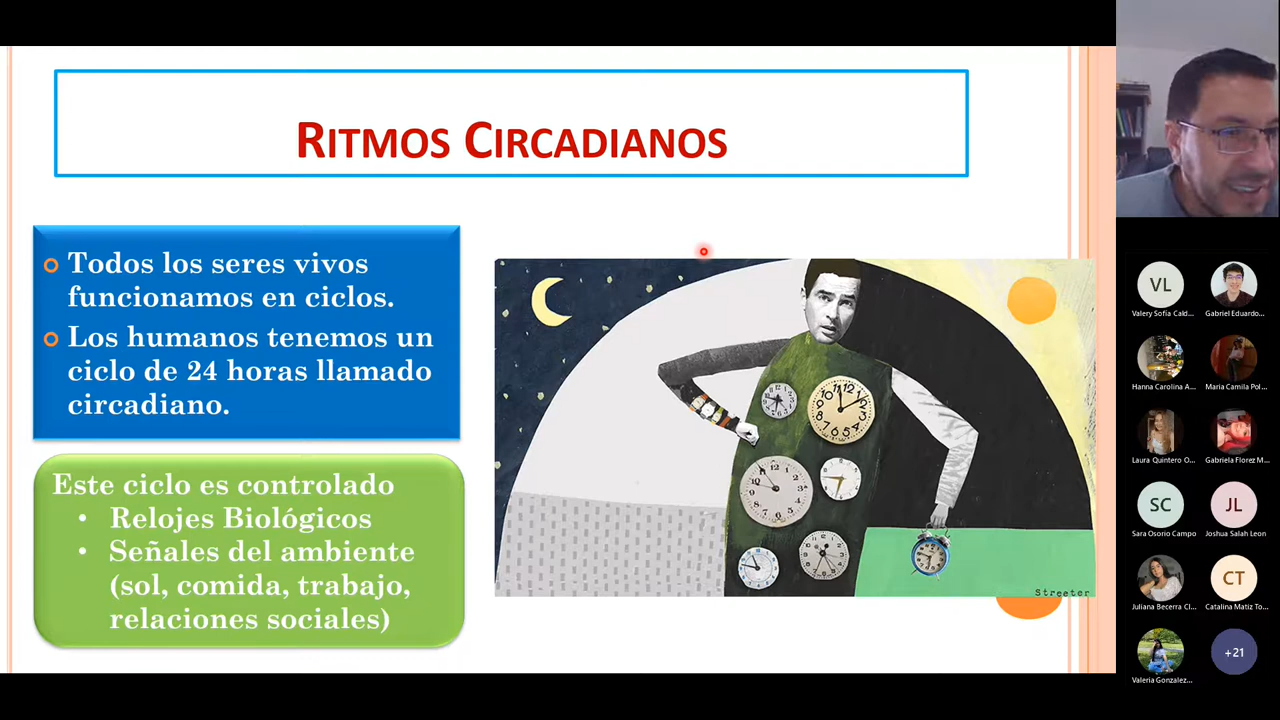 RITMOS CIRCADIANOS
Todos los seres vivos
funcionamos en ciclos.
Los humanos tenemos un
ciclo de 24 horas llamado
circadiano.
Este ciclo es controlado
• Relojes Biológicos
• Señales del ambiente
(sol, comida, trabajo,
relaciones sociales)
Streeter
VL
Valery Sofía Cald...
Gabriel Eduardo...
Hanna Carolina A...
Maria Camila Pol...
Laura Quintero O...
Gabriela Florez M...
SC
Sara Osorio Campo
JL
Joshua Salah Leon
Juliana Becerra Cl...
CT
Catalina Matiz To...
Valeria Gonzalez...
+21